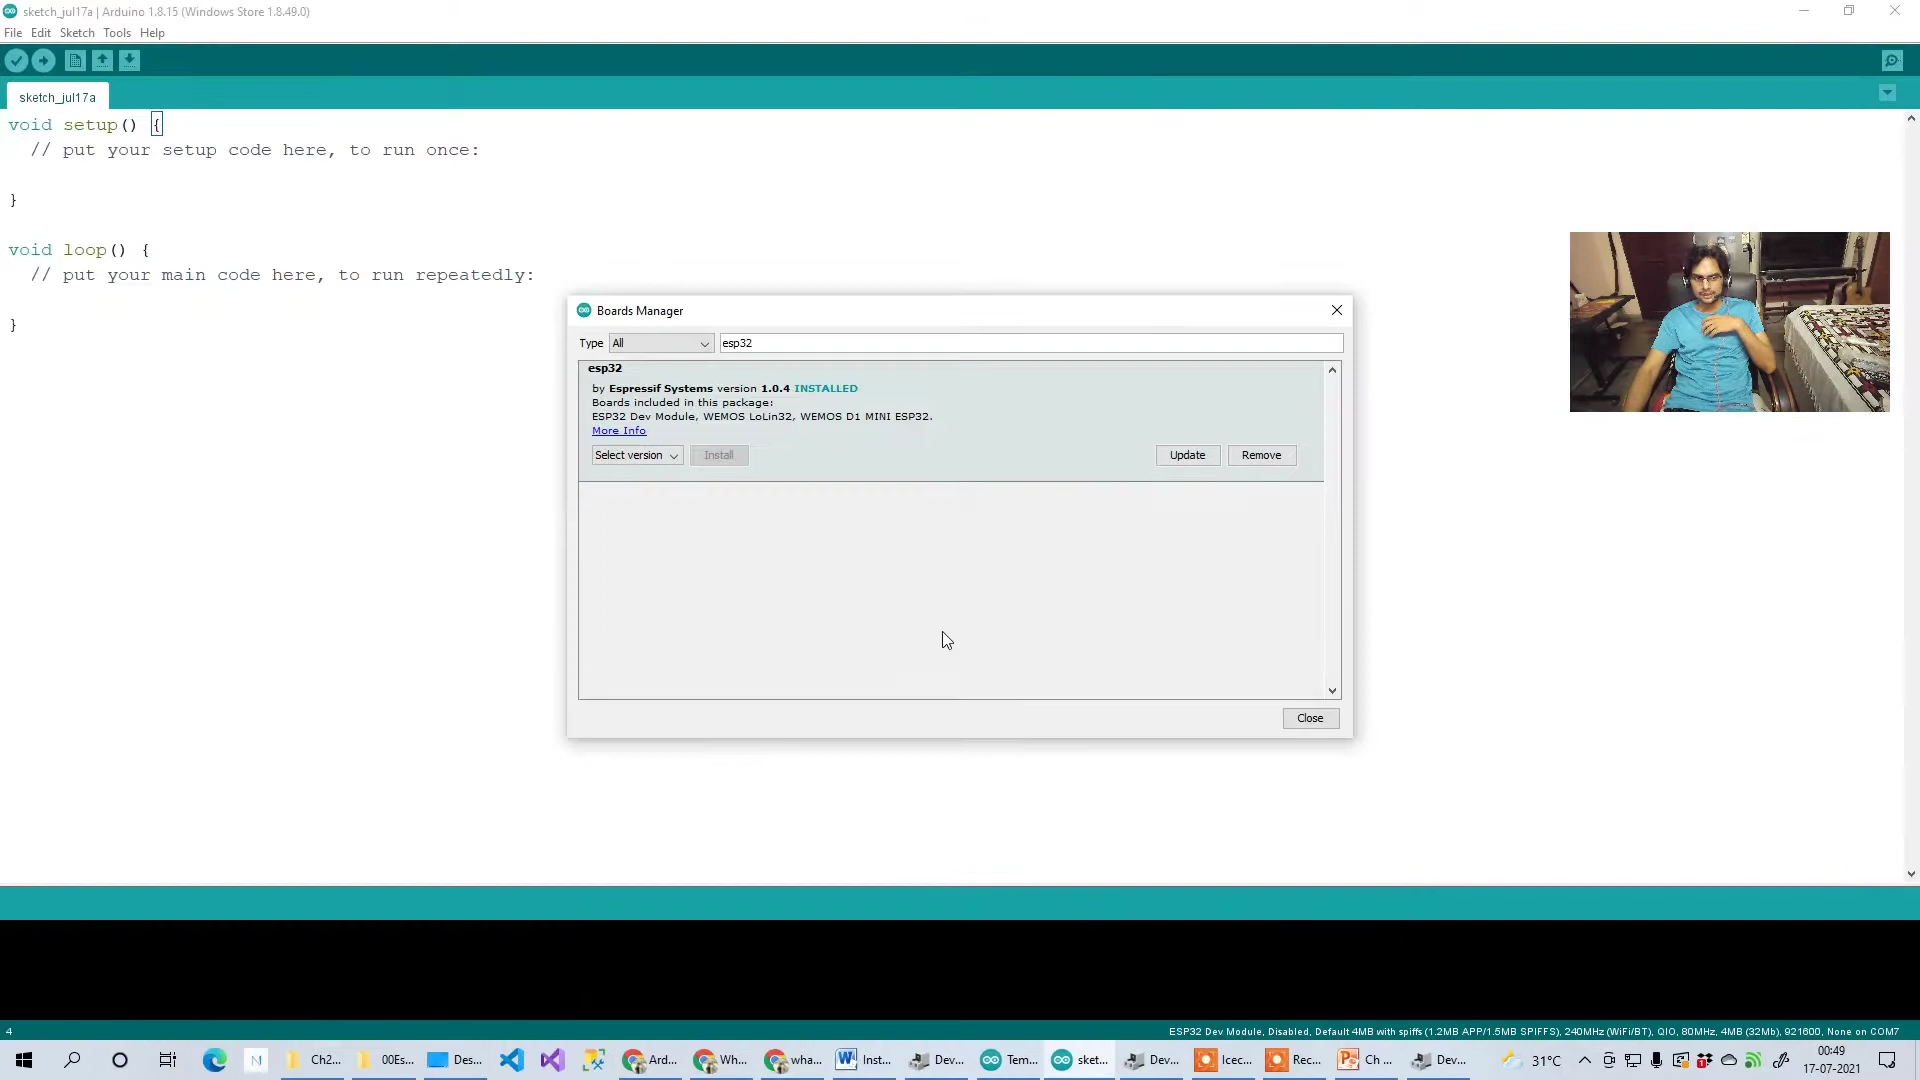 sketch_jul17a | Arduino 1.8.15 (Windows Store 1.8.49.0)
File Edit Sketch Tools Help
sketch_jul17a
void setup() {
// put your setup code here, to run once:
}
void loop() {
// put your main code here, to run repeatedly:
}
Boards Manager
Type All esp32
esp32
by Espressif Systems version 1.0.4 INSTALLED
Boards included in this package:
ESP32 Dev Module, WEMOS LoLin32, WEMOS D1 MINI ESP32.
More Info
Select version Install Update Remove
Close
4 ESP32 Dev Module, Disabled, Default 4MB with spiffs (1.2MB APP/1.5MB SPIFFS), 240MHz (WiFi/BT), QIO, 80MHz, 4MB (32Mb), 921600, None on COM7
N Ch2... 00Es... Des... Ard... Wh... wha... Inst... Dev... Tem... sket... Dev... Icec... Rec... Ch ... Dev... 31°C 00:49
17-07-2021